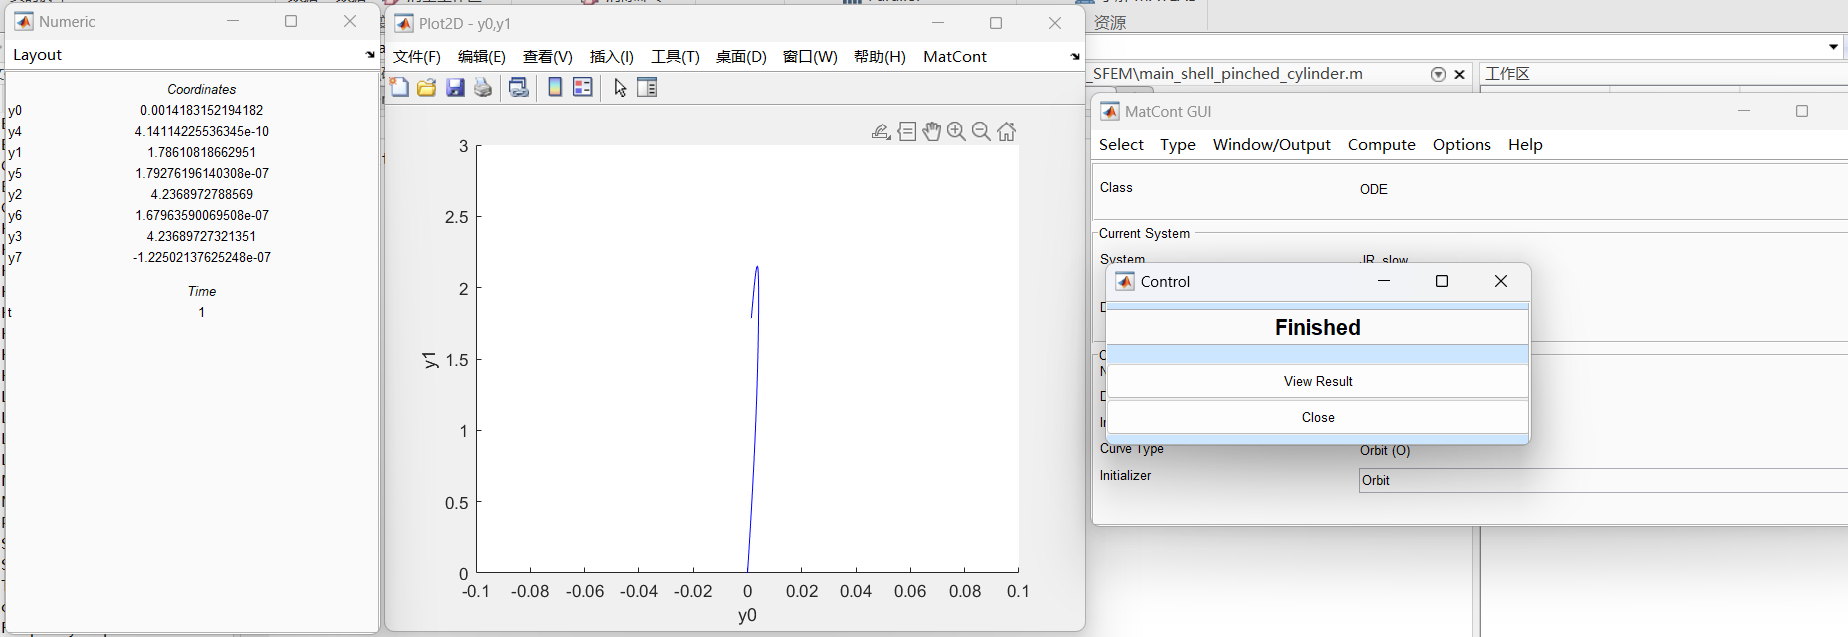 Numeric
Layout
Coordinates
y0 0.0014183152194182
y4 4.14114225536345e-10
y1 1.78610818662951
y5 1.79276196140308e-07
y2 4.2368972788569
y6 1.67963590069508e-07
y3 4.23689727321351
y7 -1.22502137625248e-07
Time
t 1
Plot2D - y0,y1
文件(F) 编辑(E) 查看(V) 插入(I) 工具(T) 桌面(D) 窗口(W) 帮助(H) MatCont
3
2.5
2
1.5
1
0.5
0
y1
-0.1 -0.08 -0.06 -0.04 -0.02 0 0.02 0.04 0.06 0.08 0.1
y0
资源
_SFEM\main_shell_pinched_cylinder.m
工作区
MatCont GUI
Select Type Window/Output Compute Options Help
Class ODE
Current System
System JR_slow
Control
Finished
View Result
Close
Curve Type Orbit (O)
Initializer Orbit